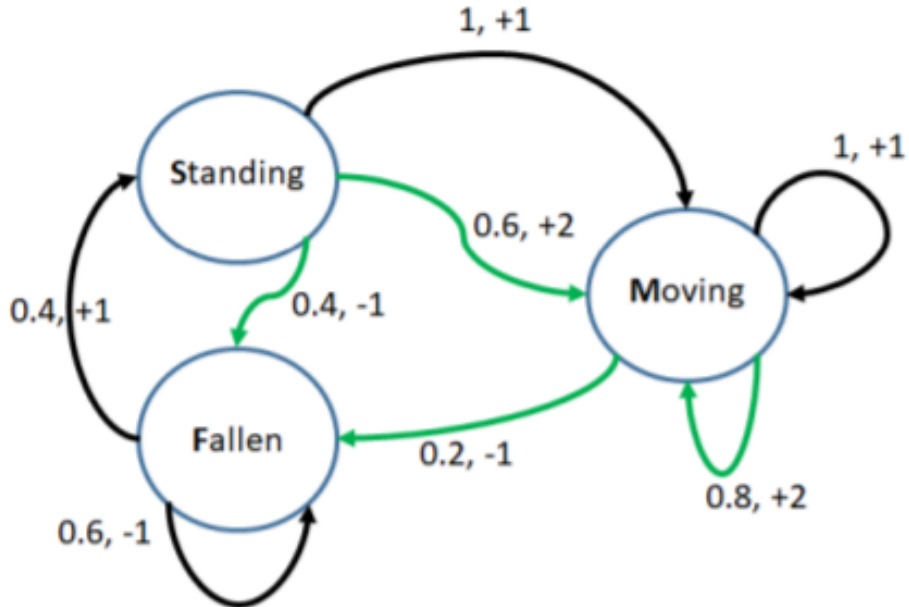 1, +1
Standing
1, +1
0.6, +2
Moving
0.4, +1
0.4, -1
Fallen
0.2, -1
0.8, +2
0.6, -1